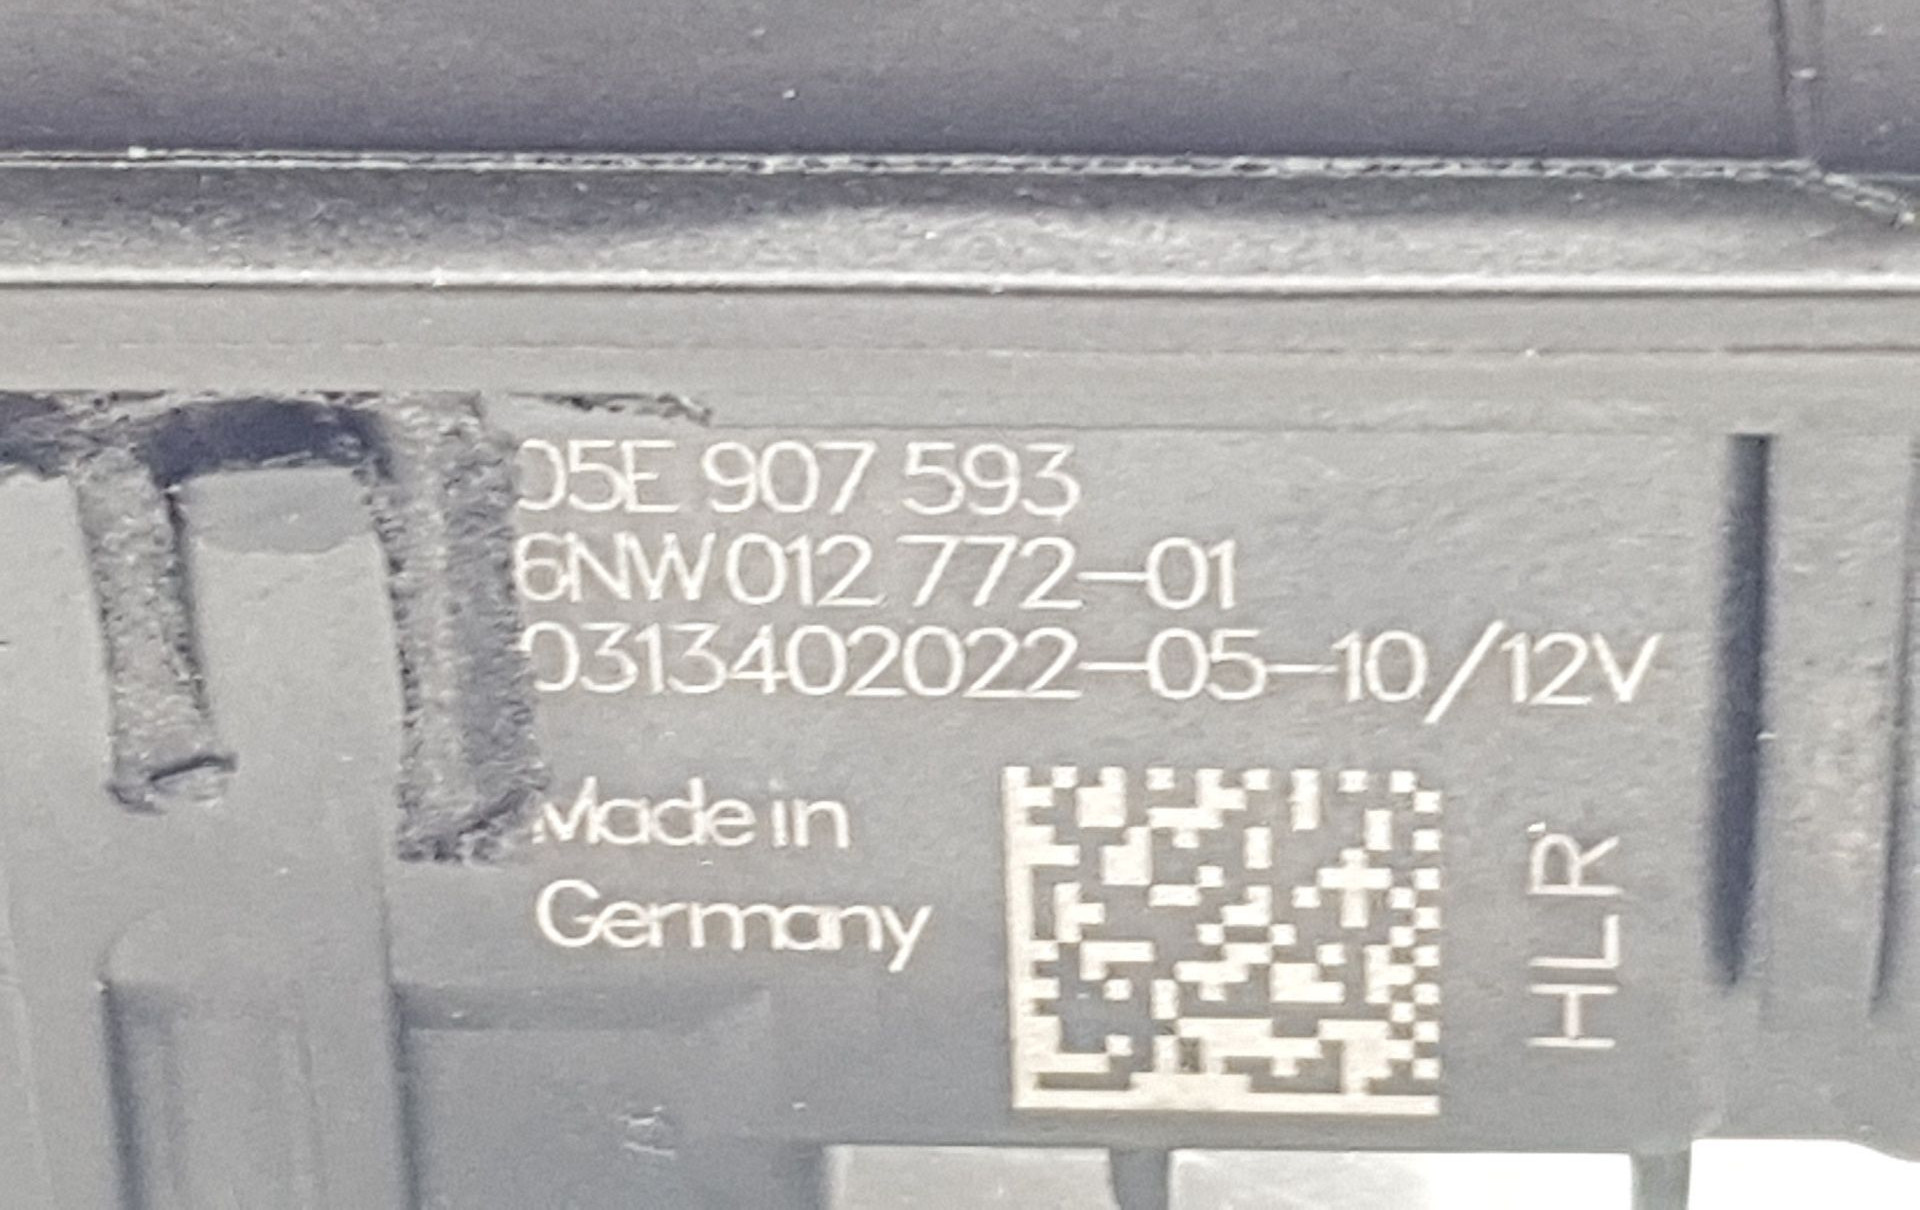 05E 907 593
6NW 012 772-01
0313402022-05-10/12V
Made in
Germany
HLR